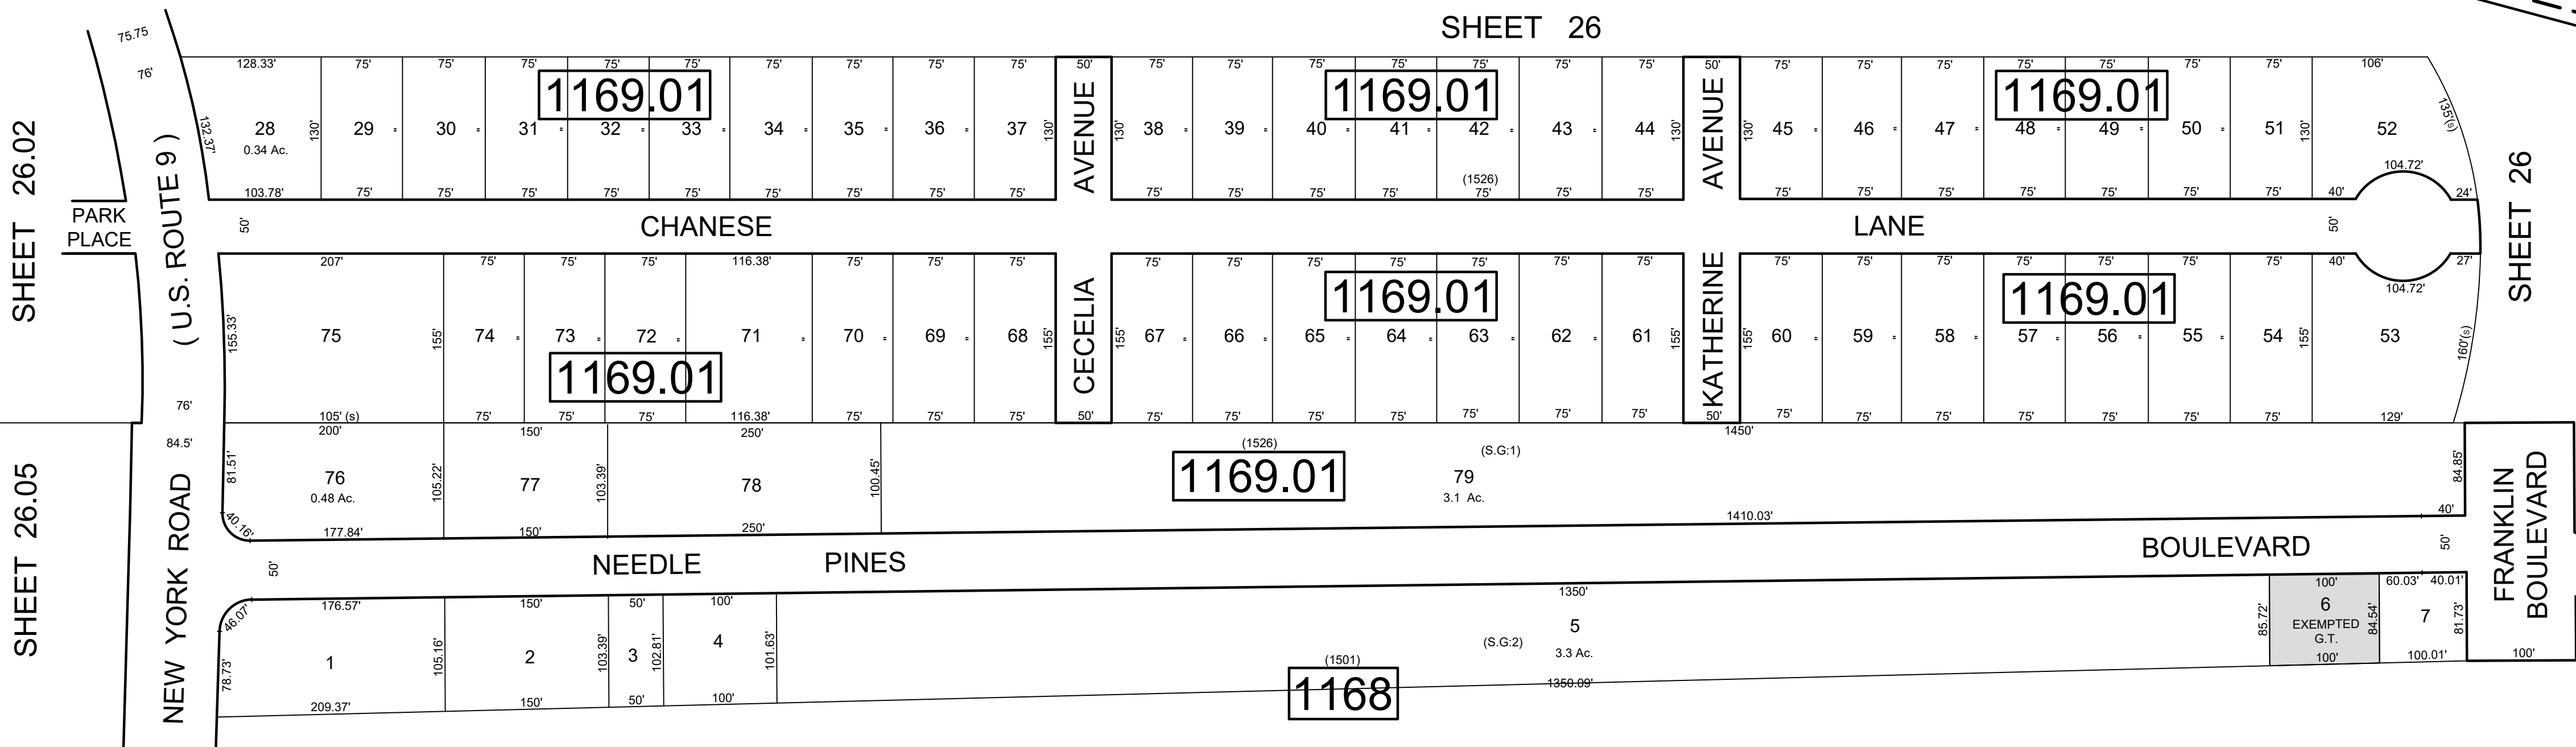 SHEET 26
75.75
76'
128.33' 75' 75' 75' 75' 75' 75' 75' 75' 75' 50' 75' 75' 75' 75' 75' 75' 75' 50' 75' 75' 75' 75' 75' 75' 75' 106'
1169.01 1169.01 1169.01
132.37' 28 130' 29 " 30 " 31 " 32 " 33 " 34 " 35 " 36 " 37 130' 130' 38 " 39 " 40 " 41 " 42 " 43 " 44 130' 130' 45 " 46 " 47 " 48 " 49 " 50 " 51 130' 52 135'(s)
0.34 Ac.
(1526)
104.72'
103.78' 75' 75' 75' 75' 75' 75' 75' 75' 75' 75' 75' 75' 75' 75' 75' 75' 75' 75' 75' 75' 75' 75' 75' 40' 24'
AVENUE
AVENUE
SHEET 26.02
SHEET 26
PARK
PLACE
( U.S. ROUTE 9 )
50'
CHANESE LANE
50'
207' 75' 75' 75' 116.38' 75' 75' 75' 75' 75' 75' 75' 75' 75' 75' 75' 75' 75' 75' 75' 75' 75' 40' 27'
104.72'
1169.01 1169.01
155.33' 75 155' 74 " 73 " 72 " 71 " 70 " 69 " 68 155' 155' 67 " 66 " 65 " 64 " 63 " 62 " 61 155' 155' 60 " 59 " 58 " 57 " 56 " 55 " 54 155' 53 160'(s)
1169.01
CECELIA
KATHERINE
76'
105' (s) 75' 75' 75' 116.38' 75' 75' 75' 50' 75' 75' 75' 75' 75' 75' 75' 50' 75' 75' 75' 75' 75' 75' 75' 129'
84.5'
200' 150' 250' 1450'
(1526)
(S.G:1)
81.51' 76 105.22' 77 103.39' 78 100.45' 1169.01 79 84.85'
0.48 Ac.
3.1 Ac.
40.16' 177.84' 150' 250' 1410.03' 40'
SHEET 26.05
NEW YORK ROAD
FRANKLIN
BOULEVARD
50'
NEEDLE PINES BOULEVARD
50'
46.07' 176.57' 150' 50' 100' 1350' 100' 60.03' 40.01'
78.73' 1 105.16' 2 103.39' 3 102.81' 4 101.63' (S.G:2) 5 85.72' 6 84.54' 7 81.73'
EXEMPTED
G.T.
3.3 Ac.
(1501)
1168
209.37' 150' 50' 100' 1350.09' 100' 100.01' 100'